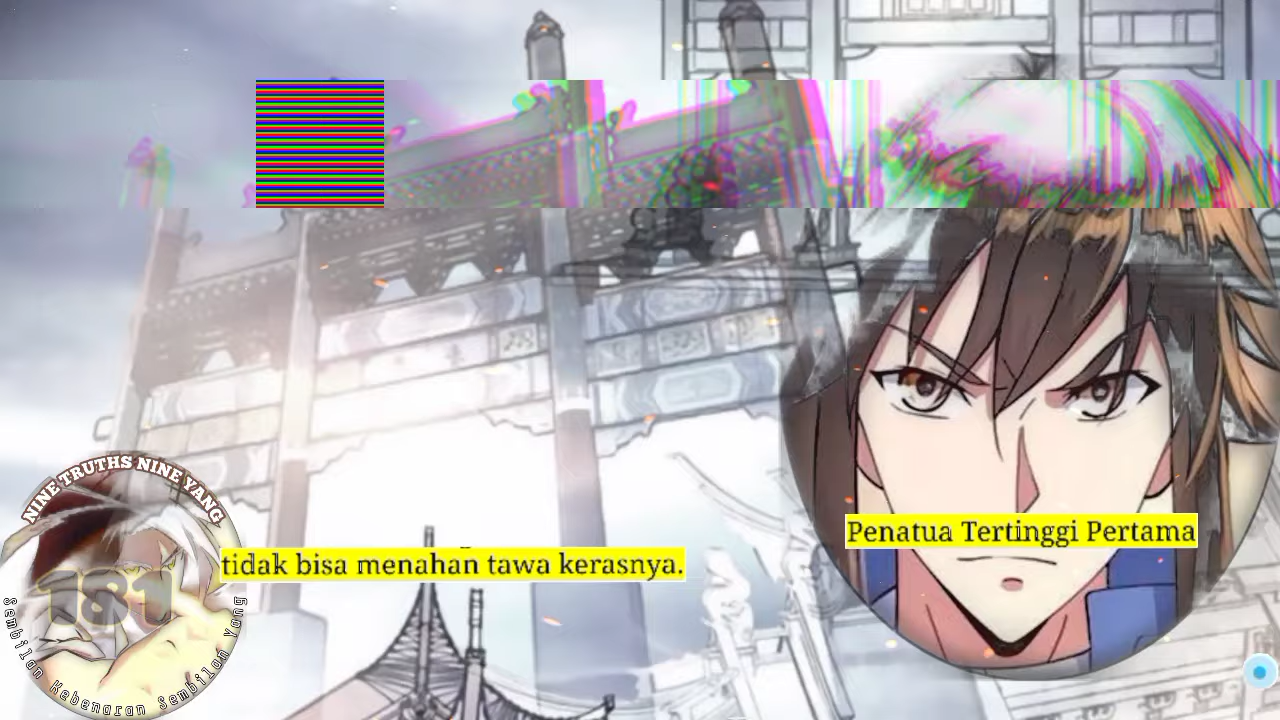 NINE TRUTHS NINE YANG
181
Sembilan Kebenaran Sembilan Yang
tidak bisa menahan tawa kerasnya.
Penatua Tertinggi Pertama